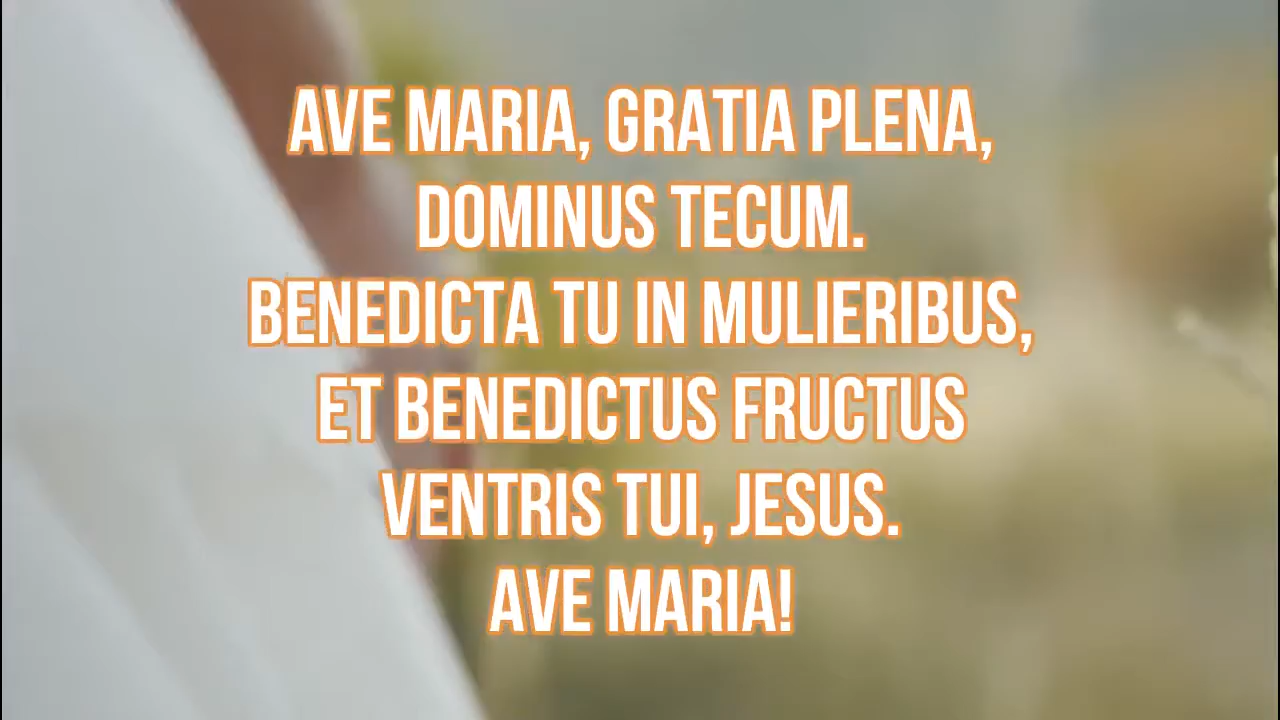 AVE MARIA, GRATIA PLENA,
DOMINUS TECUM.
BENEDICTA TU IN MULIERIBUS,
ET BENEDICTUS FRUCTUS
VENTRIS TUI, JESUS.
AVE MARIA!